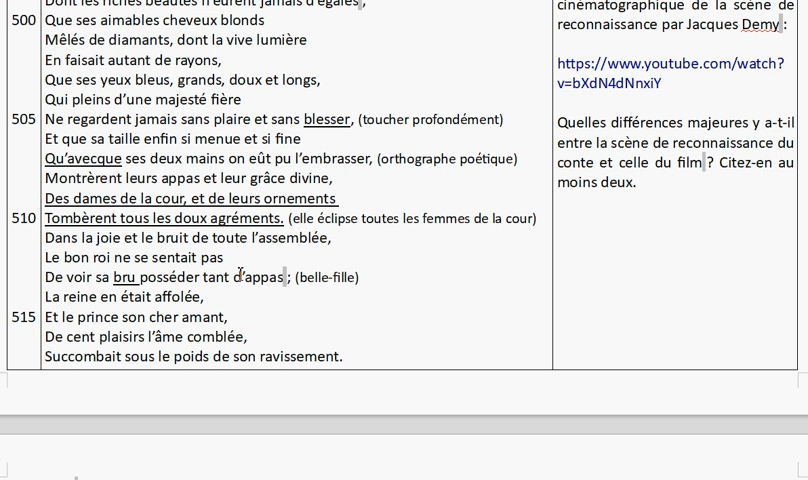 Dont les riches beautés n'eurent jamais d'égales,
500 Que ses aimables cheveux blonds
Mêlés de diamants, dont la vive lumière
En faisait autant de rayons,
Que ses yeux bleus, grands, doux et longs,
Qui pleins d'une majesté fière
505 Ne regardent jamais sans plaire et sans blesser, (toucher profondément)
Et que sa taille enfin si menue et si fine
Qu'avecque ses deux mains on eût pu l'embrasser, (orthographe poétique)
Montrèrent leurs appas et leur grâce divine,
Des dames de la cour, et de leurs ornements
510 Tombèrent tous les doux agréments. (elle éclipse toutes les femmes de la cour)
Dans la joie et le bruit de toute l'assemblée,
Le bon roi ne se sentait pas
De voir sa bru posséder tant d'appas ; (belle-fille)
La reine en était affolée,
515 Et le prince son cher amant,
De cent plaisirs l'âme comblée,
Succombait sous le poids de son ravissement.
cinématographique de la scène de
reconnaissance par Jacques Demy :
https://www.youtube.com/watch?
v=bXdN4dNnxiY
Quelles différences majeures y a-t-il
entre la scène de reconnaissance du
conte et celle du film ? Citez-en au
moins deux.